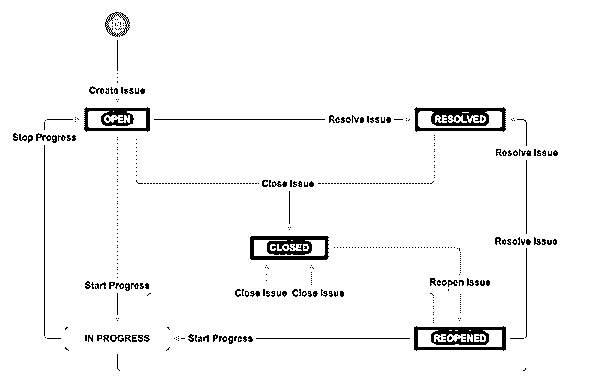 Create Issue
OPEN
Resolve Issue
RESOLVED
Stop Progress
Resolve Issue
Close Issue
CLOSED
Resolve Issue
Start Progress
Close Issue
Close Issue
Reopen Issue
IN PROGRESS
Start Progress
REOPENED